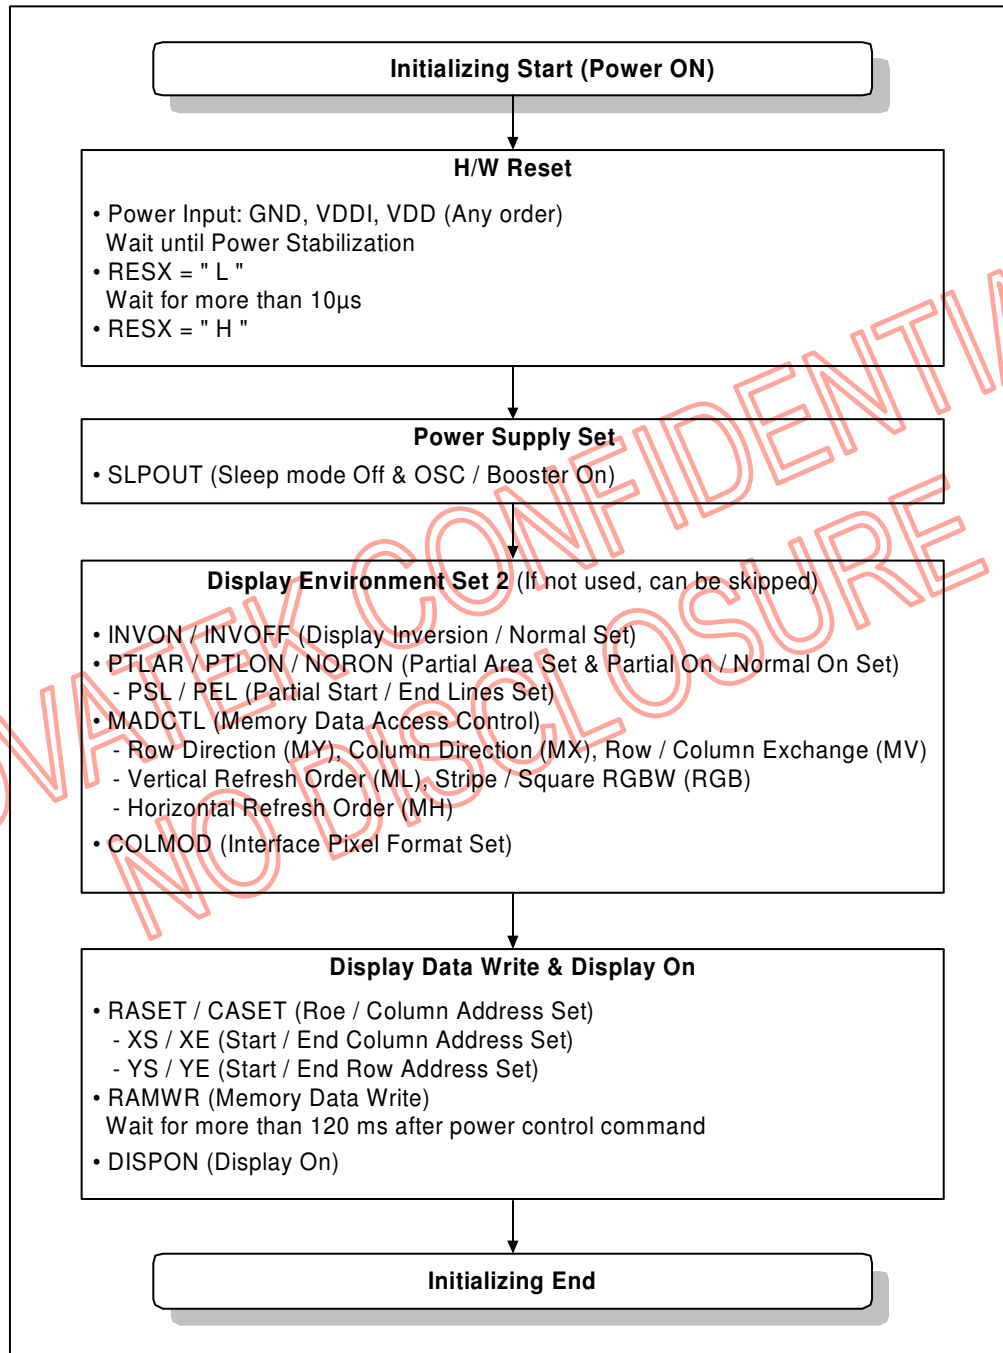 Initializing Start (Power ON)
H/W Reset
• Power Input: GND, VDDI, VDD (Any order)
Wait until Power Stabilization
• RESX = " L "
Wait for more than 10µs
• RESX = " H "
Power Supply Set
• SLPOUT (Sleep mode Off & OSC / Booster On)
Display Environment Set 2 (If not used, can be skipped)
• INVON / INVOFF (Display Inversion / Normal Set)
• PTLAR / PTLON / NORON (Partial Area Set & Partial On / Normal On Set)
- PSL / PEL (Partial Start / End Lines Set)
• MADCTL (Memory Data Access Control)
- Row Direction (MY), Column Direction (MX), Row / Column Exchange (MV)
- Vertical Refresh Order (ML), Stripe / Square RGBW (RGB)
- Horizontal Refresh Order (MH)
• COLMOD (Interface Pixel Format Set)
Display Data Write & Display On
• RASET / CASET (Roe / Column Address Set)
- XS / XE (Start / End Column Address Set)
- YS / YE (Start / End Row Address Set)
• RAMWR (Memory Data Write)
Wait for more than 120 ms after power control command
• DISPON (Display On)
Initializing End
OVATEK CONFIDENTIA
NO DISCLOSURE